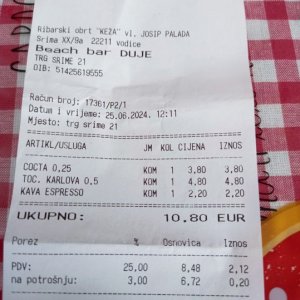 Ribarski obrt "WEZA" vl. JOSIP PALADA
Srima XX/9a 22211 vodice
Beach bar DUJE
TRG SRIME 21
OIB: 51425619555
Račun broj: 17361/P2/1
Datum i vrijeme: 25.06.2024. 12:11
Mjesto: trg srime 21
ARTIKL/USLUGA JM KOL CIJENA IZNOS
COCTA 0,25 KOM 1 3,80 3,80
TOC. KARLOVA 0.5 KOM 1 4,80 4,80
KAVA ESPRESSO KOM 1 2,20 2,20
UKUPNO: 10.80 EUR
Porez % Osnovica Iznos
PDV: 25,00 8,48 2,12
na potrošnju: 3,00 6,72 0,20